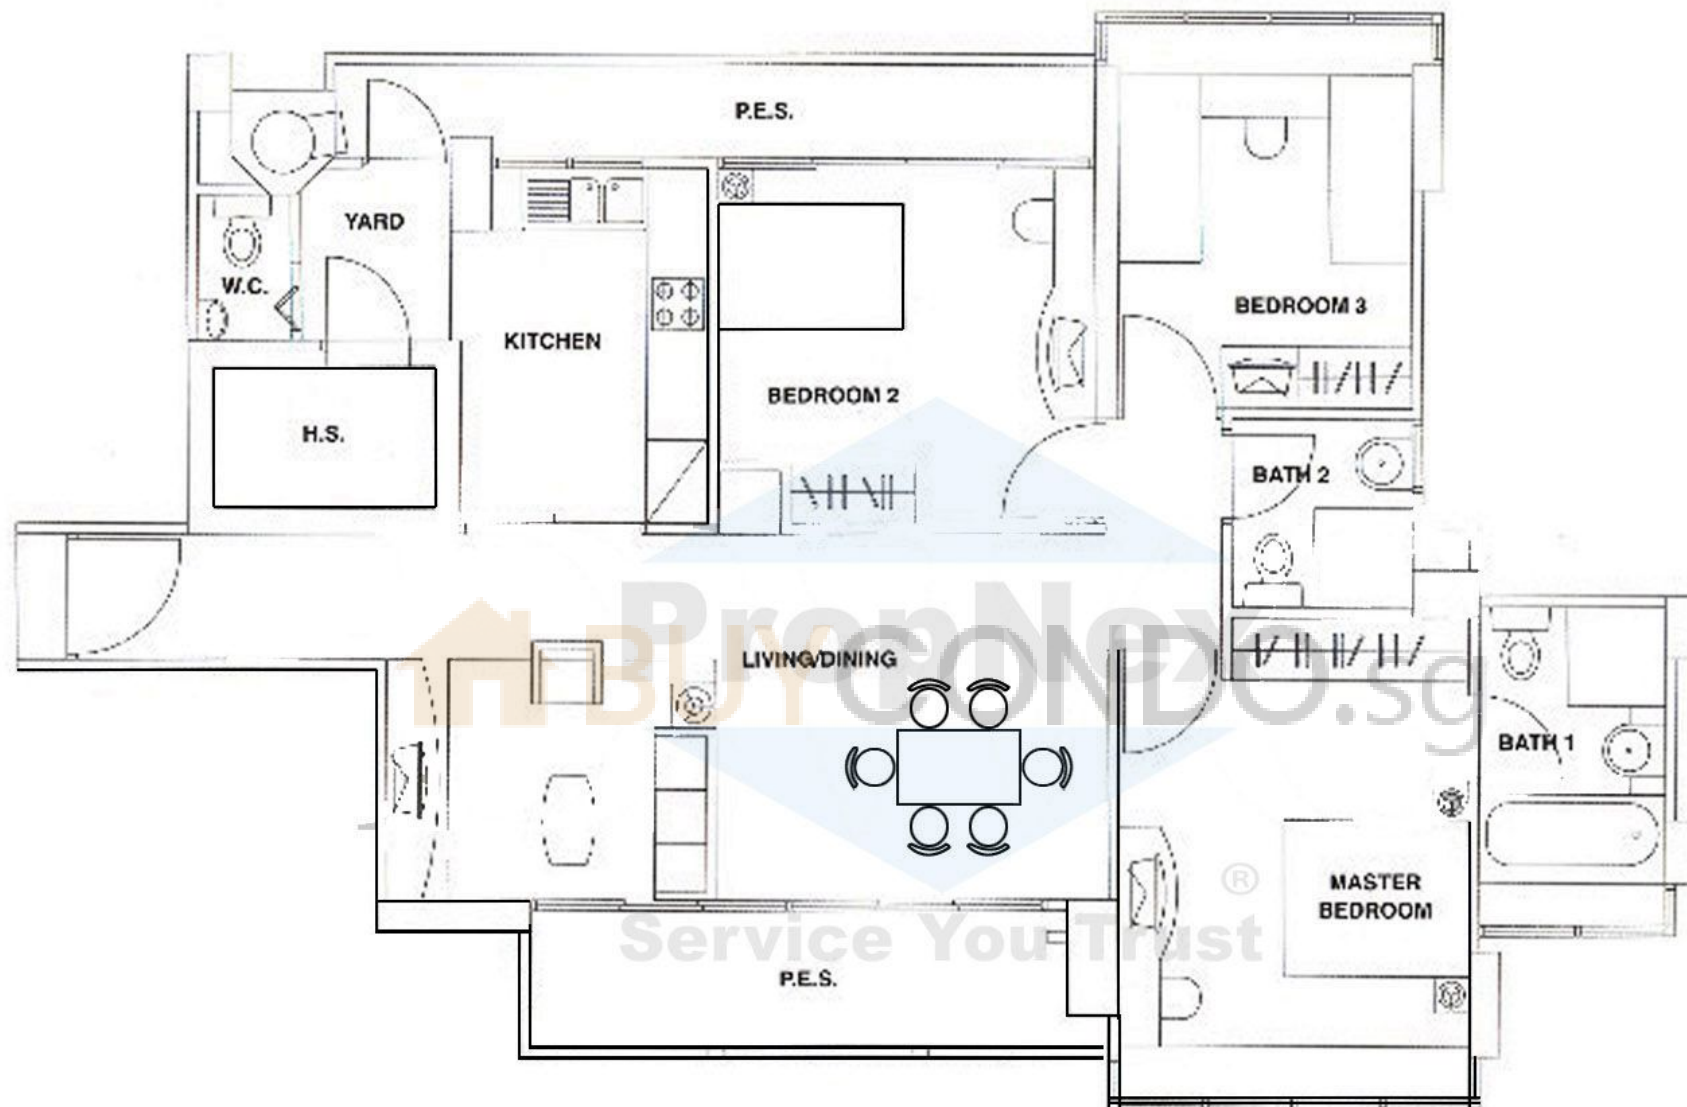 P.E.S.
YARD
W.C.
KITCHEN
BEDROOM 3
BEDROOM 2
H.S.
BATH 2
PropNex
LIVING/DINING
BUYCONDO.sg
BATH 1
®
MASTER
BEDROOM
Service You Trust
P.E.S.